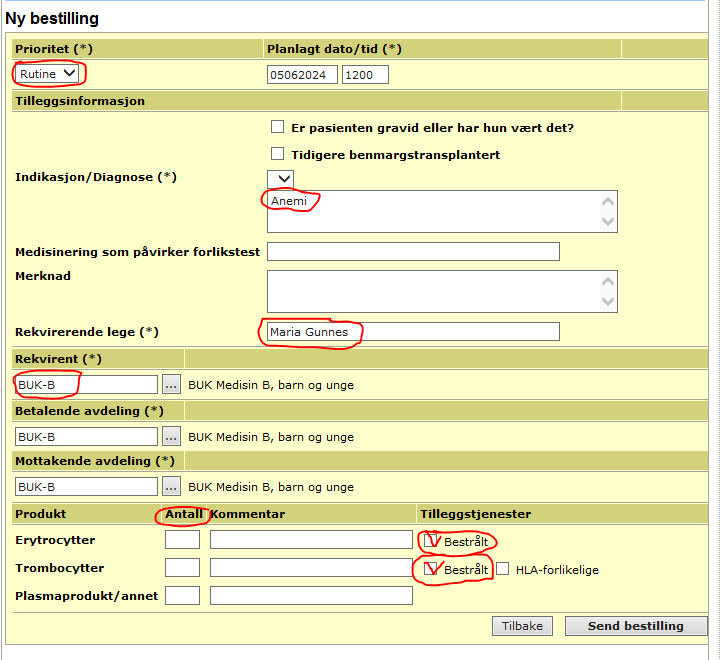 Ny bestilling
Prioritet (*) Planlagt dato/tid (*)
Rutine 05062024 1200
Tilleggsinformasjon
Er pasienten gravid eller har hun vært det?
Tidigere benmargstransplantert
Indikasjon/Diagnose (*)
Anemi
Medisinering som påvirker forlikstest
Merknad
Rekvirerende lege (*) Maria Gunnes
Rekvirent (*)
BUK-B ... BUK Medisin B, barn og unge
Betalende avdeling (*)
BUK-B ... BUK Medisin B, barn og unge
Mottakende avdeling (*)
BUK-B ... BUK Medisin B, barn og unge
Produkt Antall Kommentar Tilleggstjenester
Erytrocytter Bestrålt
Trombocytter Bestrålt HLA-forlikelige
Plasmaprodukt/annet
Tilbake Send bestilling